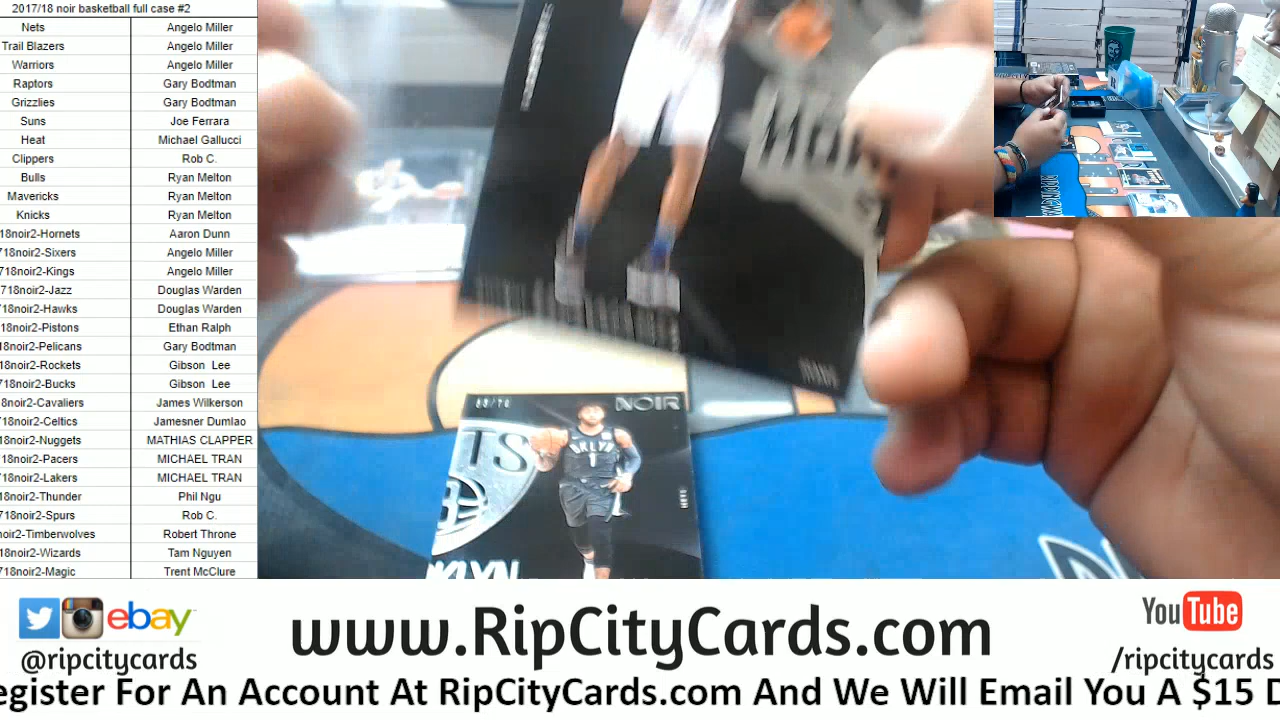 2017/18 noir basketball full case #2
Nets Angelo Miller
Trail Blazers Angelo Miller
Warriors Angelo Miller
Raptors Gary Bodtman
Grizzlies Gary Bodtman
Suns Joe Ferrara
Heat Michael Gallucci
Clippers Rob C.
Bulls Ryan Melton
Mavericks Ryan Melton
Knicks Ryan Melton
18noir2-Hornets Aaron Dunn
718noir2-Sixers Angelo Miller
718noir2-Kings Angelo Miller
718noir2-Jazz Douglas Warden
718noir2-Hawks Douglas Warden
18noir2-Pistons Ethan Ralph
18noir2-Pelicans Gary Bodtman
18noir2-Rockets Gibson Lee
718noir2-Bucks Gibson Lee
8noir2-Cavaliers James Wilkerson
718noir2-Celtics Jamesner Dumlao
18noir2-Nuggets MATHIAS CLAPPER
718noir2-Pacers MICHAEL TRAN
718noir2-Lakers MICHAEL TRAN
18noir2-Thunder Phil Ngu
718noir2-Spurs Rob C.
noir2-Timberwolves Robert Throne
18noir2-Wizards Tam Nguyen
718noir2-Magic Trent McClure
NOIR
TS
BKLYN
1
KLYN
ebay
@ripcitycards
www.RipCityCards.com
YouTube
/ripcitycards
egister For An Account At RipCityCards.com And We Will Email You A $15 D